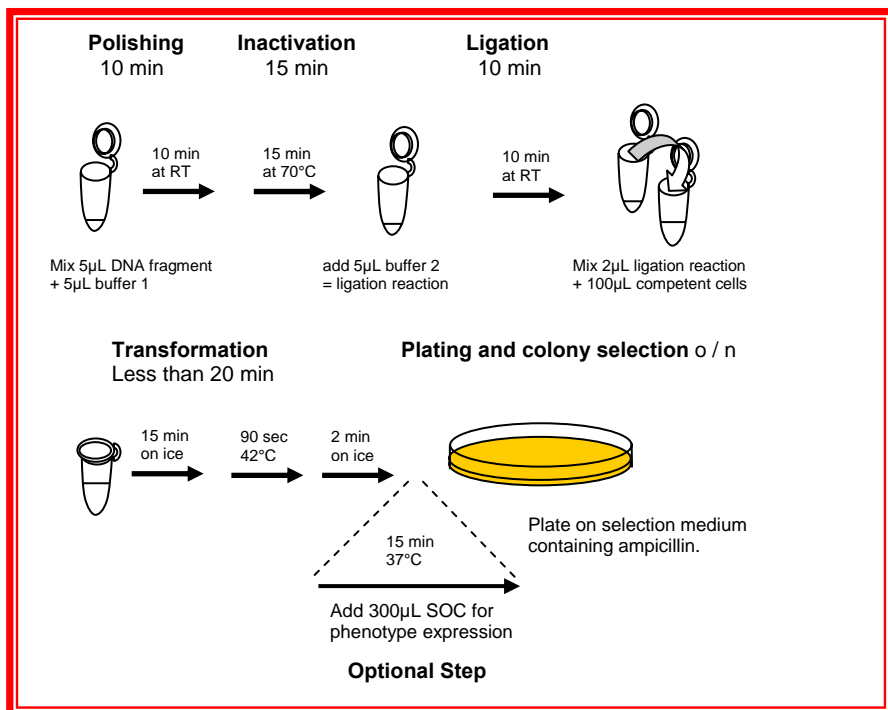 Polishing
10 min
Inactivation
15 min
Ligation
10 min
10 min
at RT
15 min
at 70°C
10 min
at RT
Mix 5µL DNA fragment
+ 5µL buffer 1
add 5µL buffer 2
= ligation reaction
Mix 2µL ligation reaction
+ 100µL competent cells
Transformation
Less than 20 min
Plating and colony selection o / n
15 min
on ice
90 sec
42°C
2 min
on ice
Plate on selection medium
containing ampicillin.
15 min
37°C
Add 300µL SOC for
phenotype expression
Optional Step